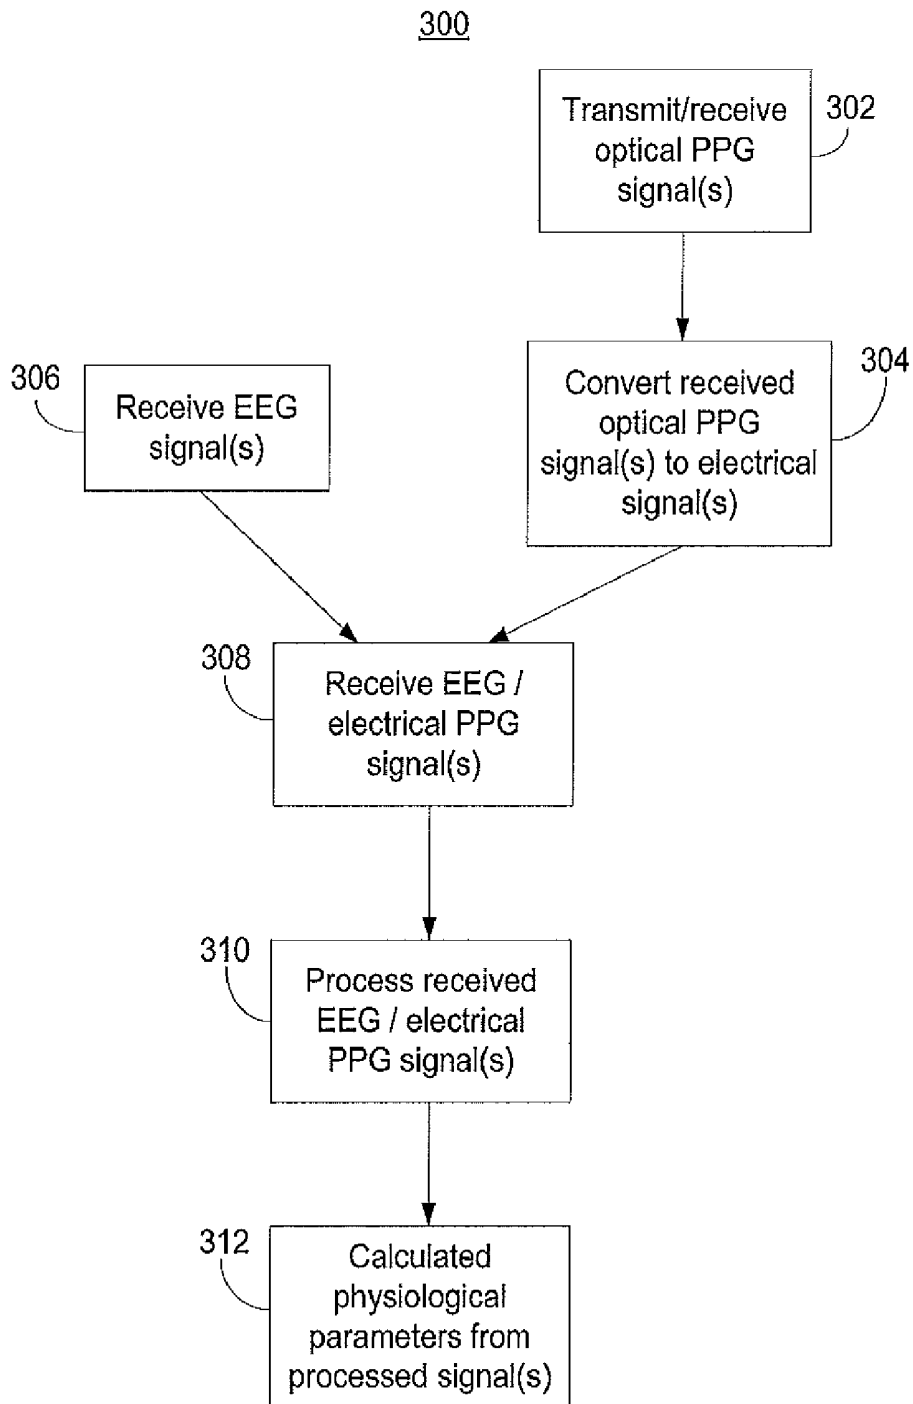 300
Transmit/receive
optical PPG
signal(s)
302
Convert received
optical PPG
signal(s) to electrical
signal(s)
304
306
Receive EEG
signal(s)
308
Receive EEG /
electrical PPG
signal(s)
310
Process received
EEG / electrical
PPG signal(s)
312
Calculated
physiological
parameters from
processed signal(s)